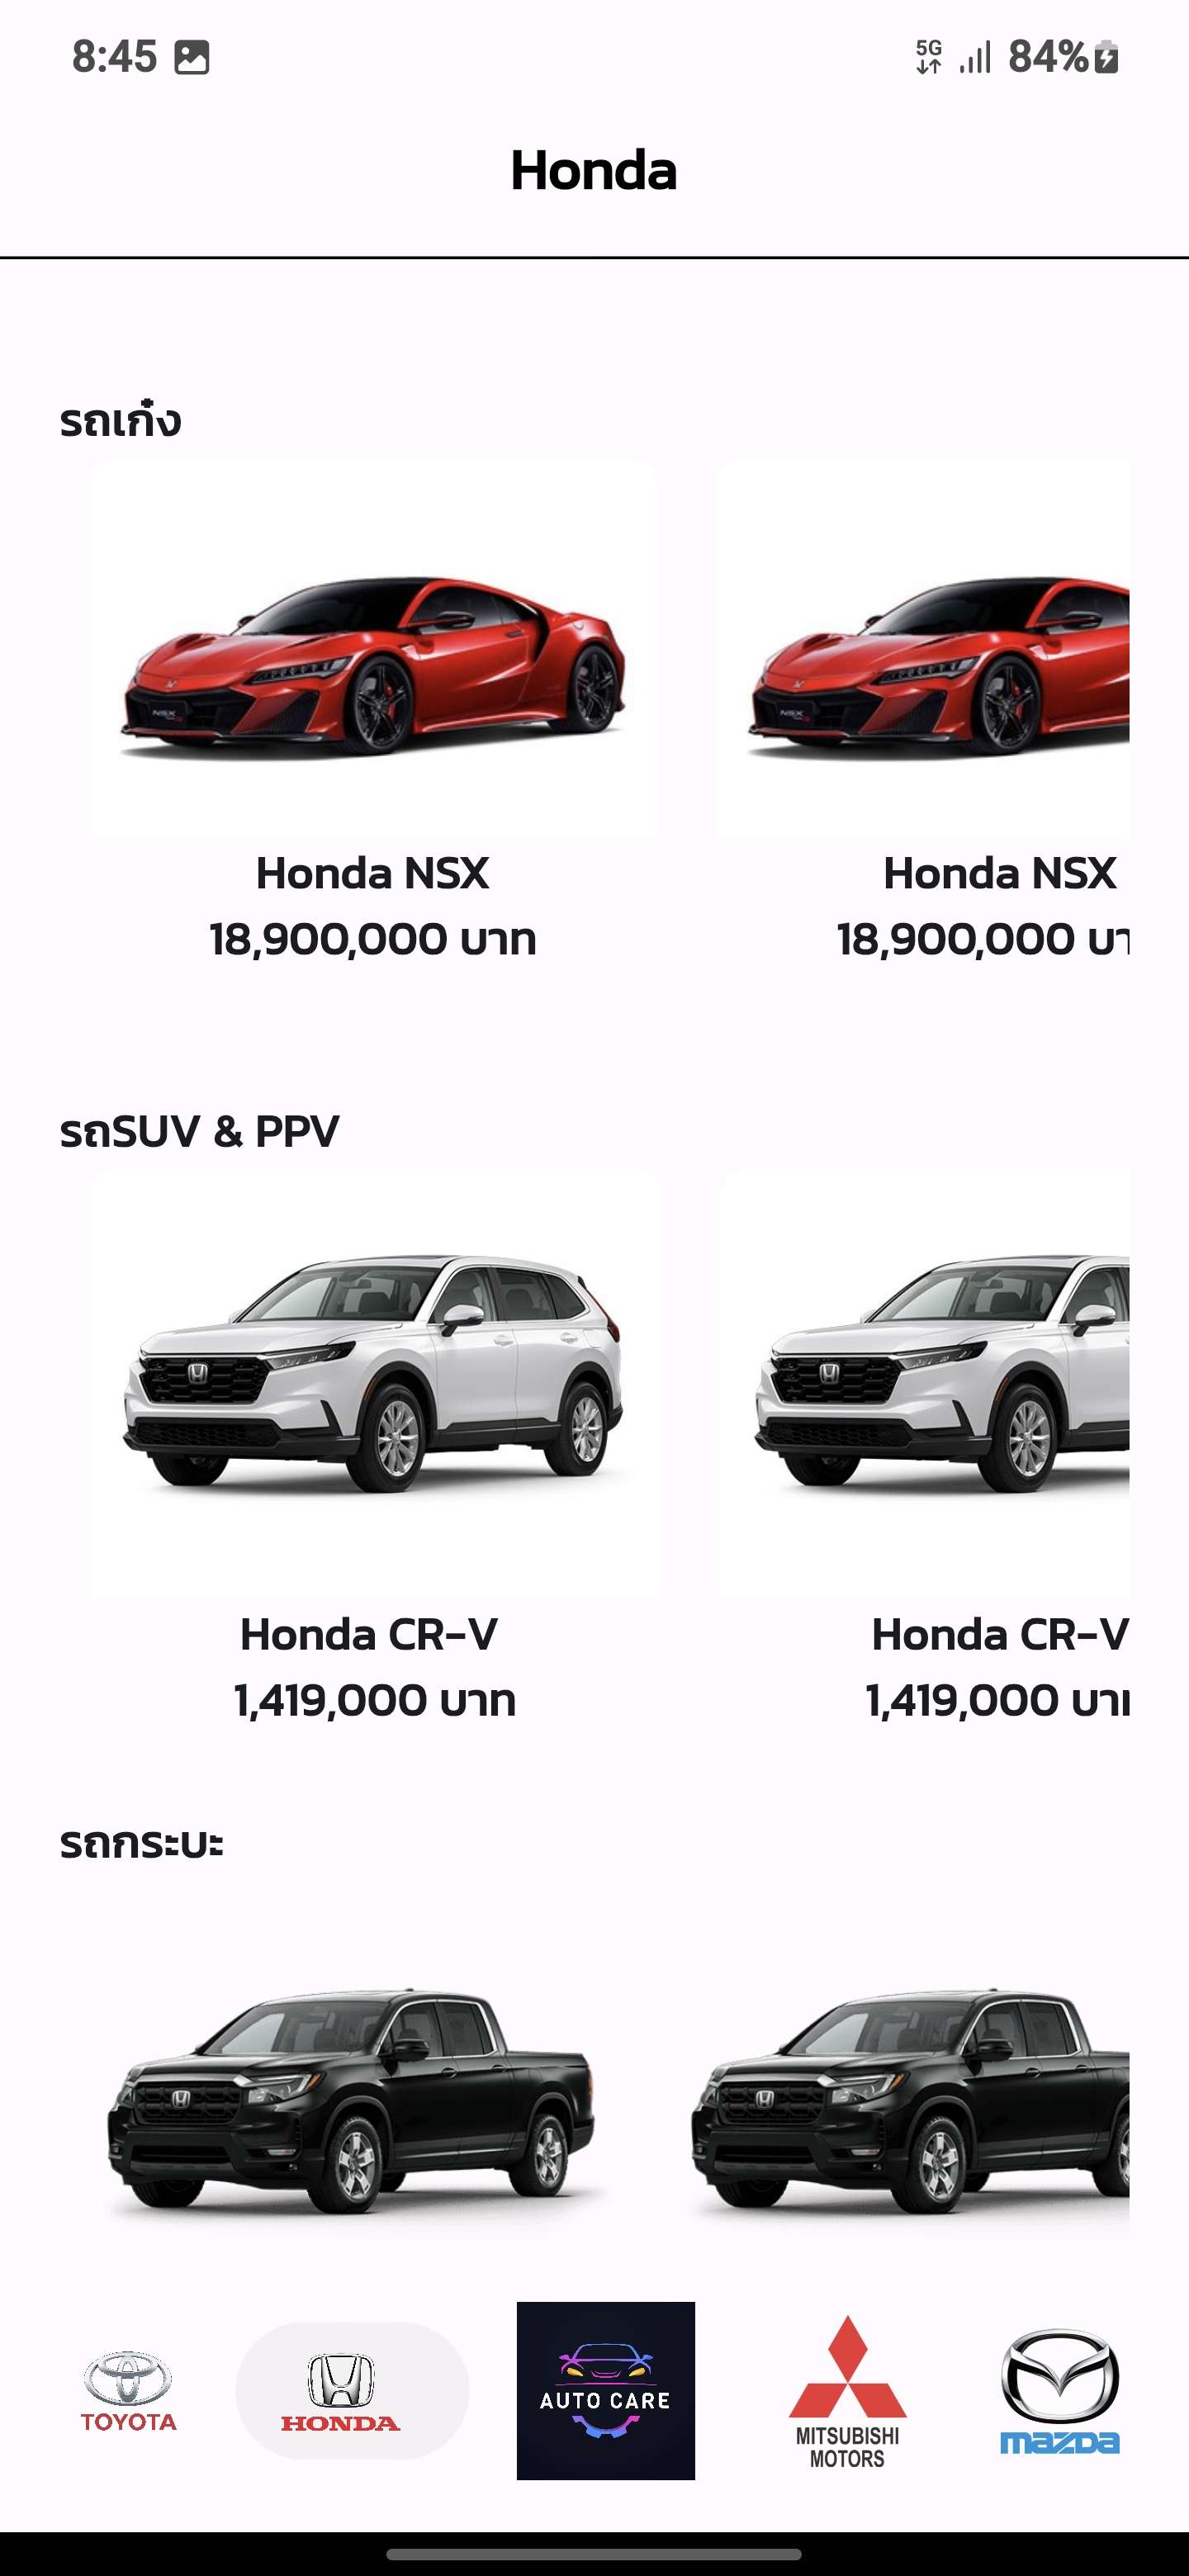 8:45
5G
84%
Honda
รถเก๋ง
Honda NSX
18,900,000 บาท
Honda NSX
18,900,000 บา
รถSUV & PPV
Honda CR-V
1,419,000 บาท
Honda CR-V
1,419,000 บา
รถกระบะ
TOYOTA
HONDA
AUTO CARE
MITSUBISHI
MOTORS
mazda